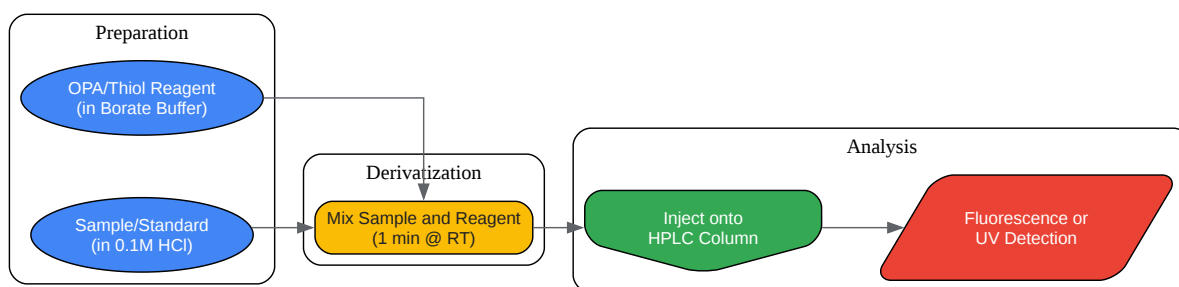 Preparation
OPA/Thiol Reagent
(in Borate Buffer)
Sample/Standard
(in 0.1M HCl)
Derivatization
Mix Sample and Reagent
(1 min @ RT)
Analysis
Inject onto
HPLC Column
Fluorescence or
UV Detection